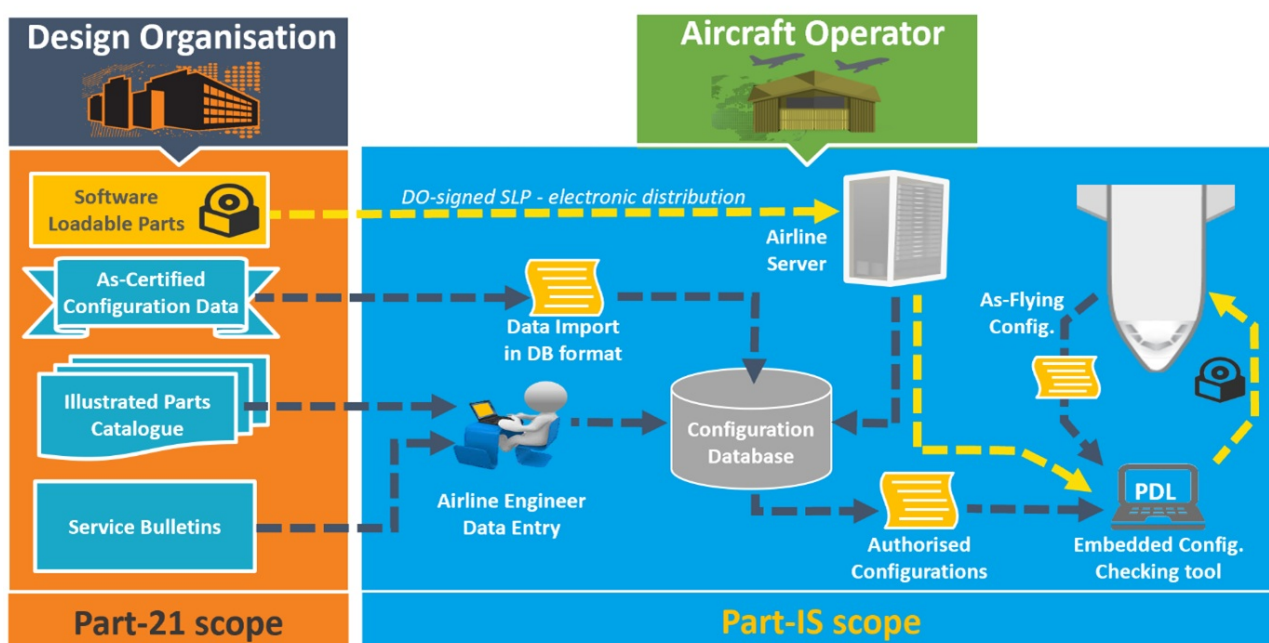 Design Organisation
Aircraft Operator
Software
Loadable Parts
DO-signed SLP - electronic distribution
Airline
Server
As-Certified
Configuration Data
Data Import
in DB format
As-Flying
Config.
Illustrated Parts
Catalogue
Configuration
Database
Airline Engineer
Data Entry
Service Bulletins
Authorised
Configurations
PDL
Embedded Config.
Checking tool
Part-21 scope
Part-IS scope